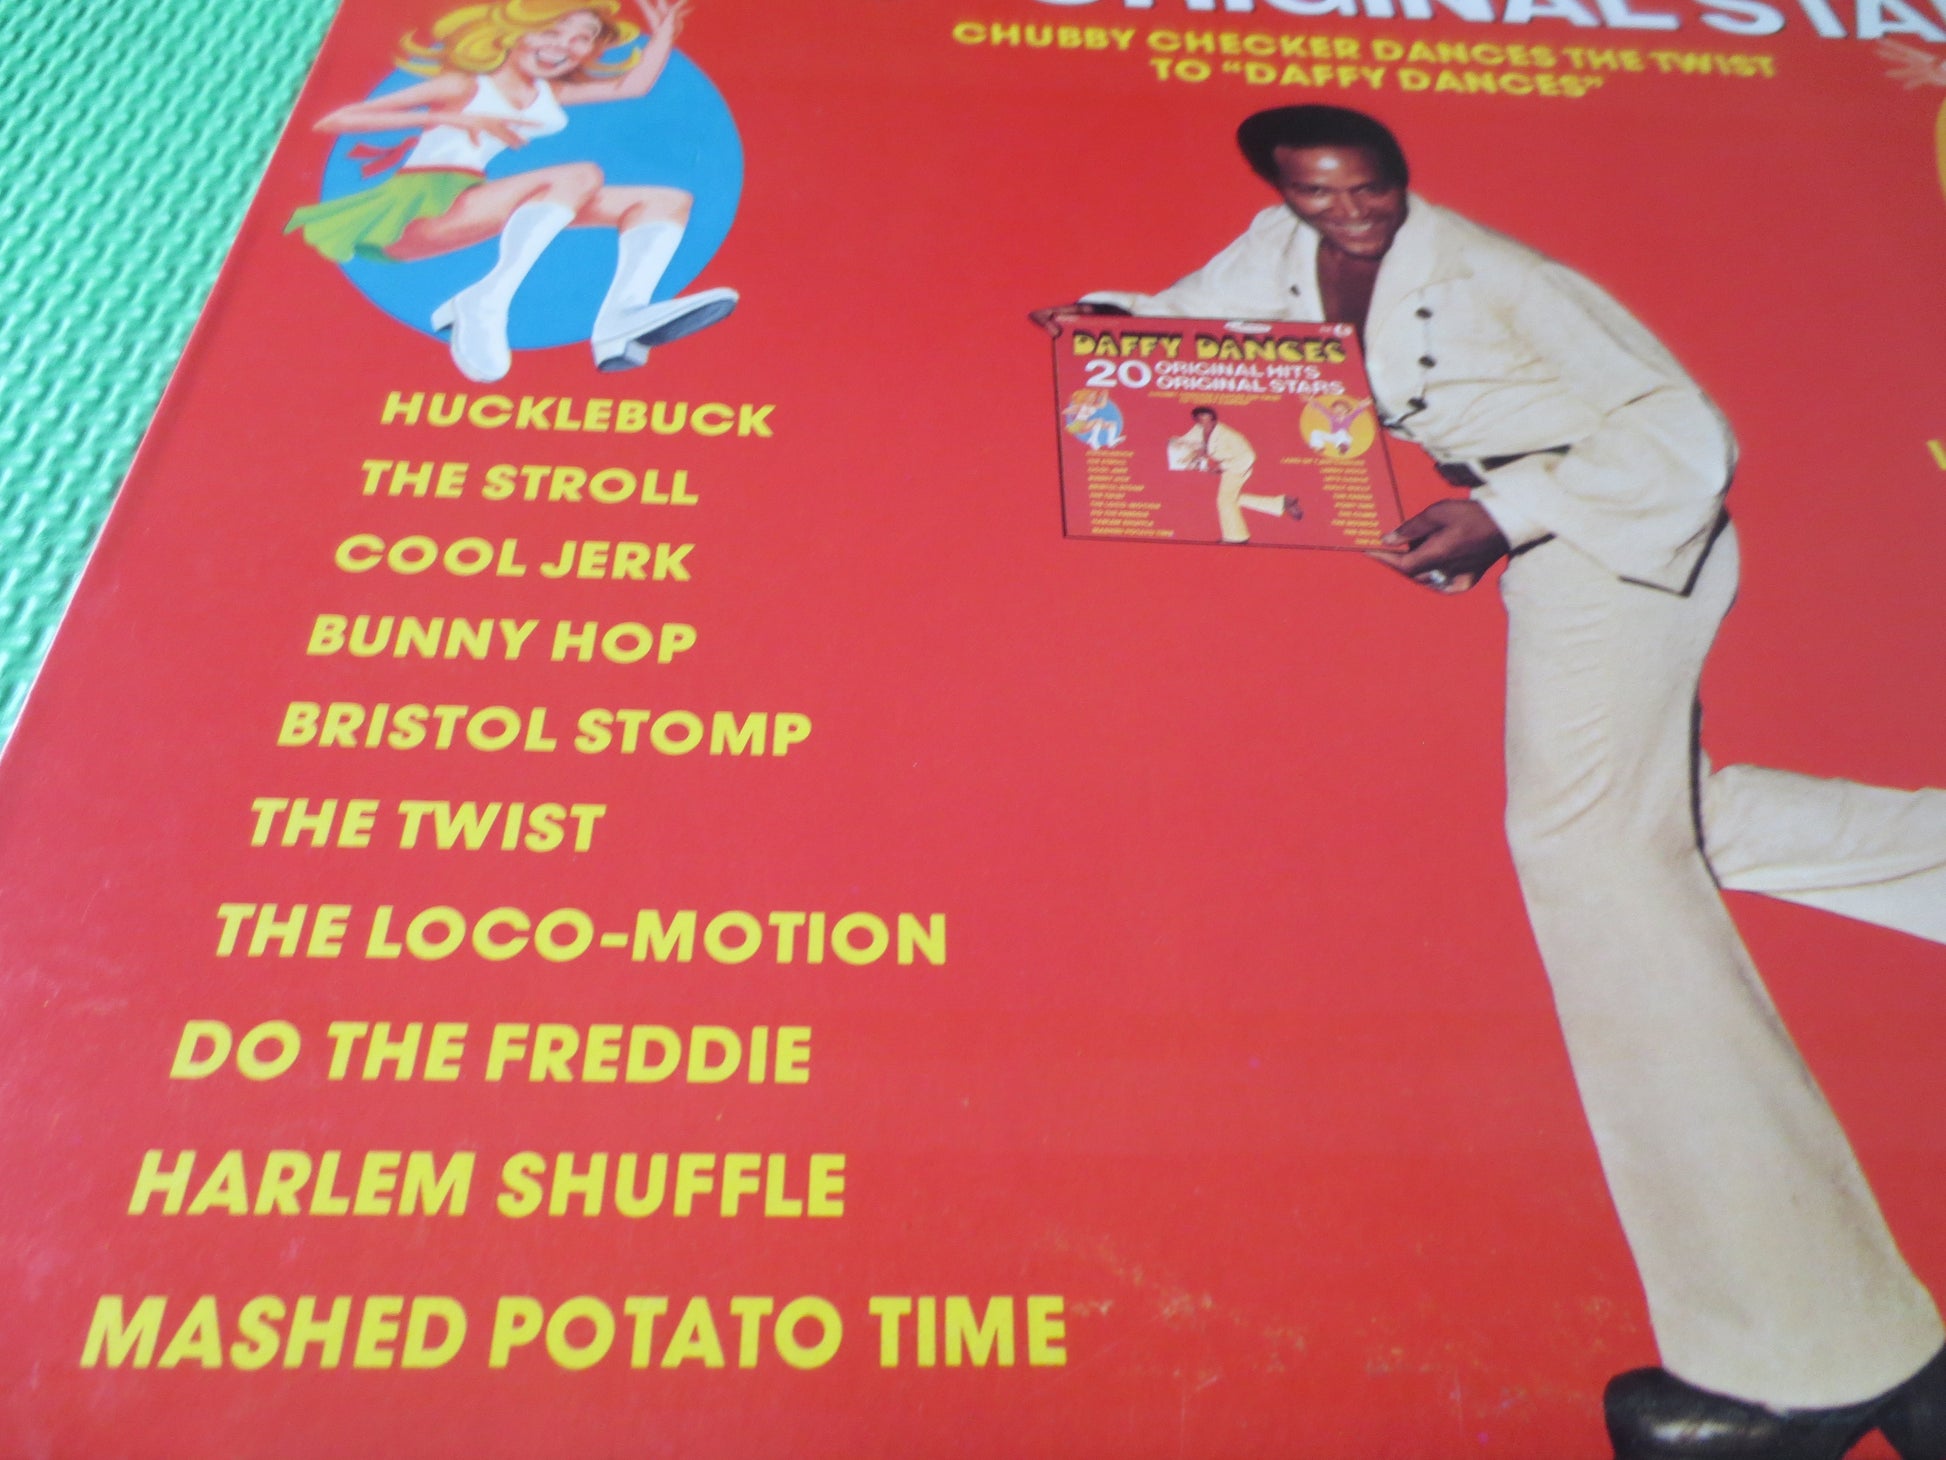 ORIGINAL STA
CHUBBY CHECKER DANCES THE TWIST
TO "DAFFY DANCES"
DAFFY DANCES
20 ORIGINAL HITS
ORIGINAL STARS
HUCKLEBUCK
THE STROLL
COOL JERK
BUNNY HOP
BRISTOL STOMP
THE TWIST
THE LOCO-MOTION
DO THE FREDDIE
HARLEM SHUFFLE
MASHED POTATO TIME